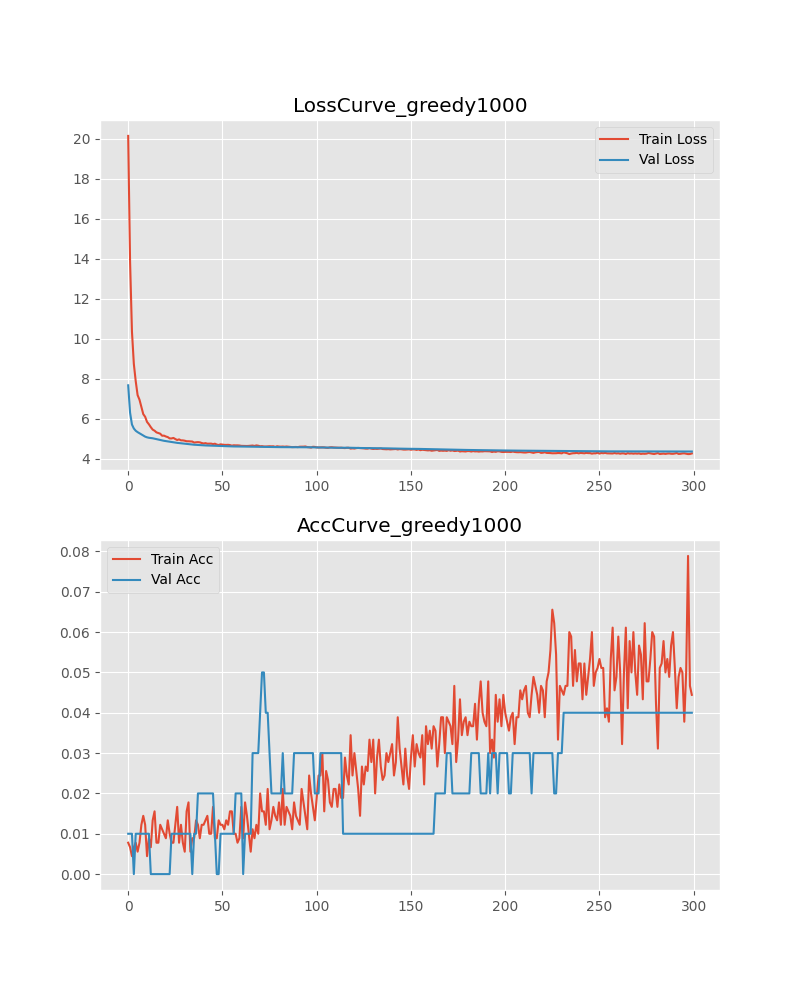 LossCurve_greedy1000
20
18
16
14
12
10
8
6
4
Train Loss
Val Loss
0 50 100 150 200 250 300
AccCurve_greedy1000
0.08
0.07
0.06
0.05
0.04
0.03
0.02
0.01
0.00
Train Acc
Val Acc
0 50 100 150 200 250 300